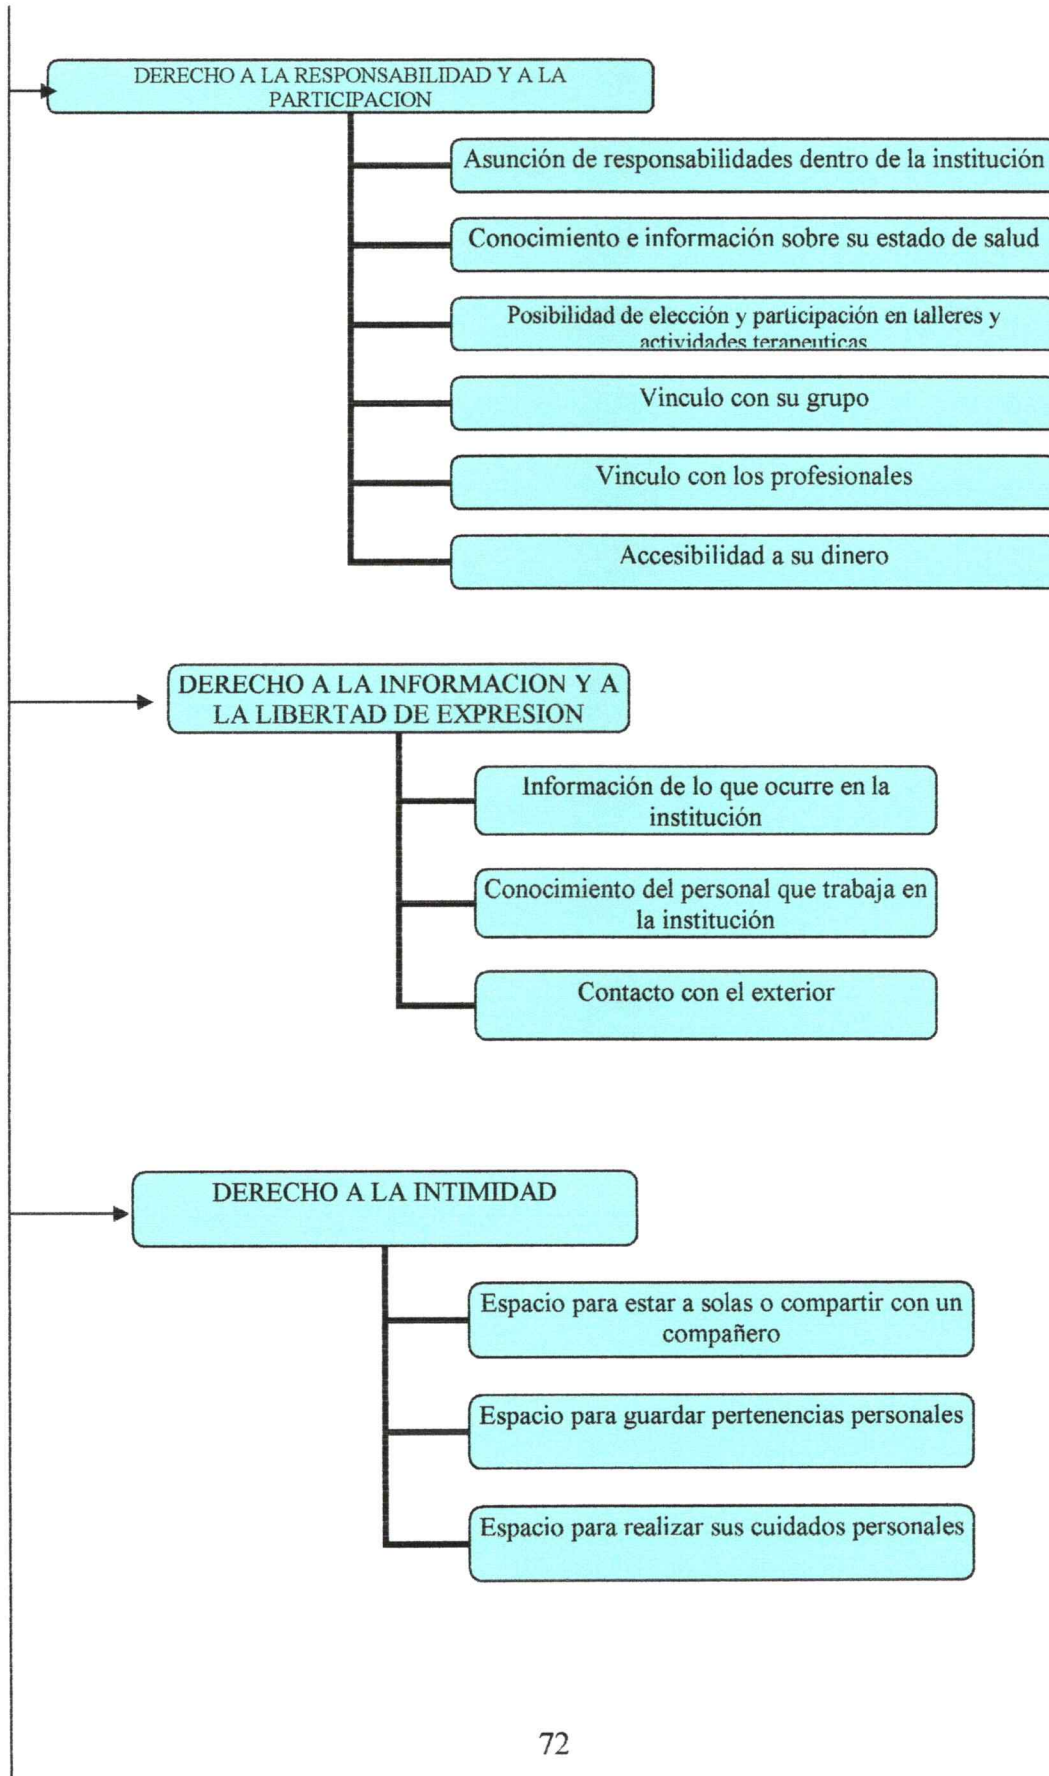 DERECHO A LA RESPONSABILIDAD Y A LA
PARTICIPACION
Asunción de responsabilidades dentro de la institución
Conocimiento e información sobre su estado de salud
Posibilidad de elección y participación en talleres y
actividades terapeuticas
Vinculo con su grupo
Vinculo con los profesionales
Accesibilidad a su dinero
DERECHO A LA INFORMACION Y A
LA LIBERTAD DE EXPRESION
Información de lo que ocurre en la
institución
Conocimiento del personal que trabaja en
la institución
Contacto con el exterior
DERECHO A LA INTIMIDAD
Espacio para estar a solas o compartir con un
compañero
Espacio para guardar pertenencias personales
Espacio para realizar sus cuidados personales
72